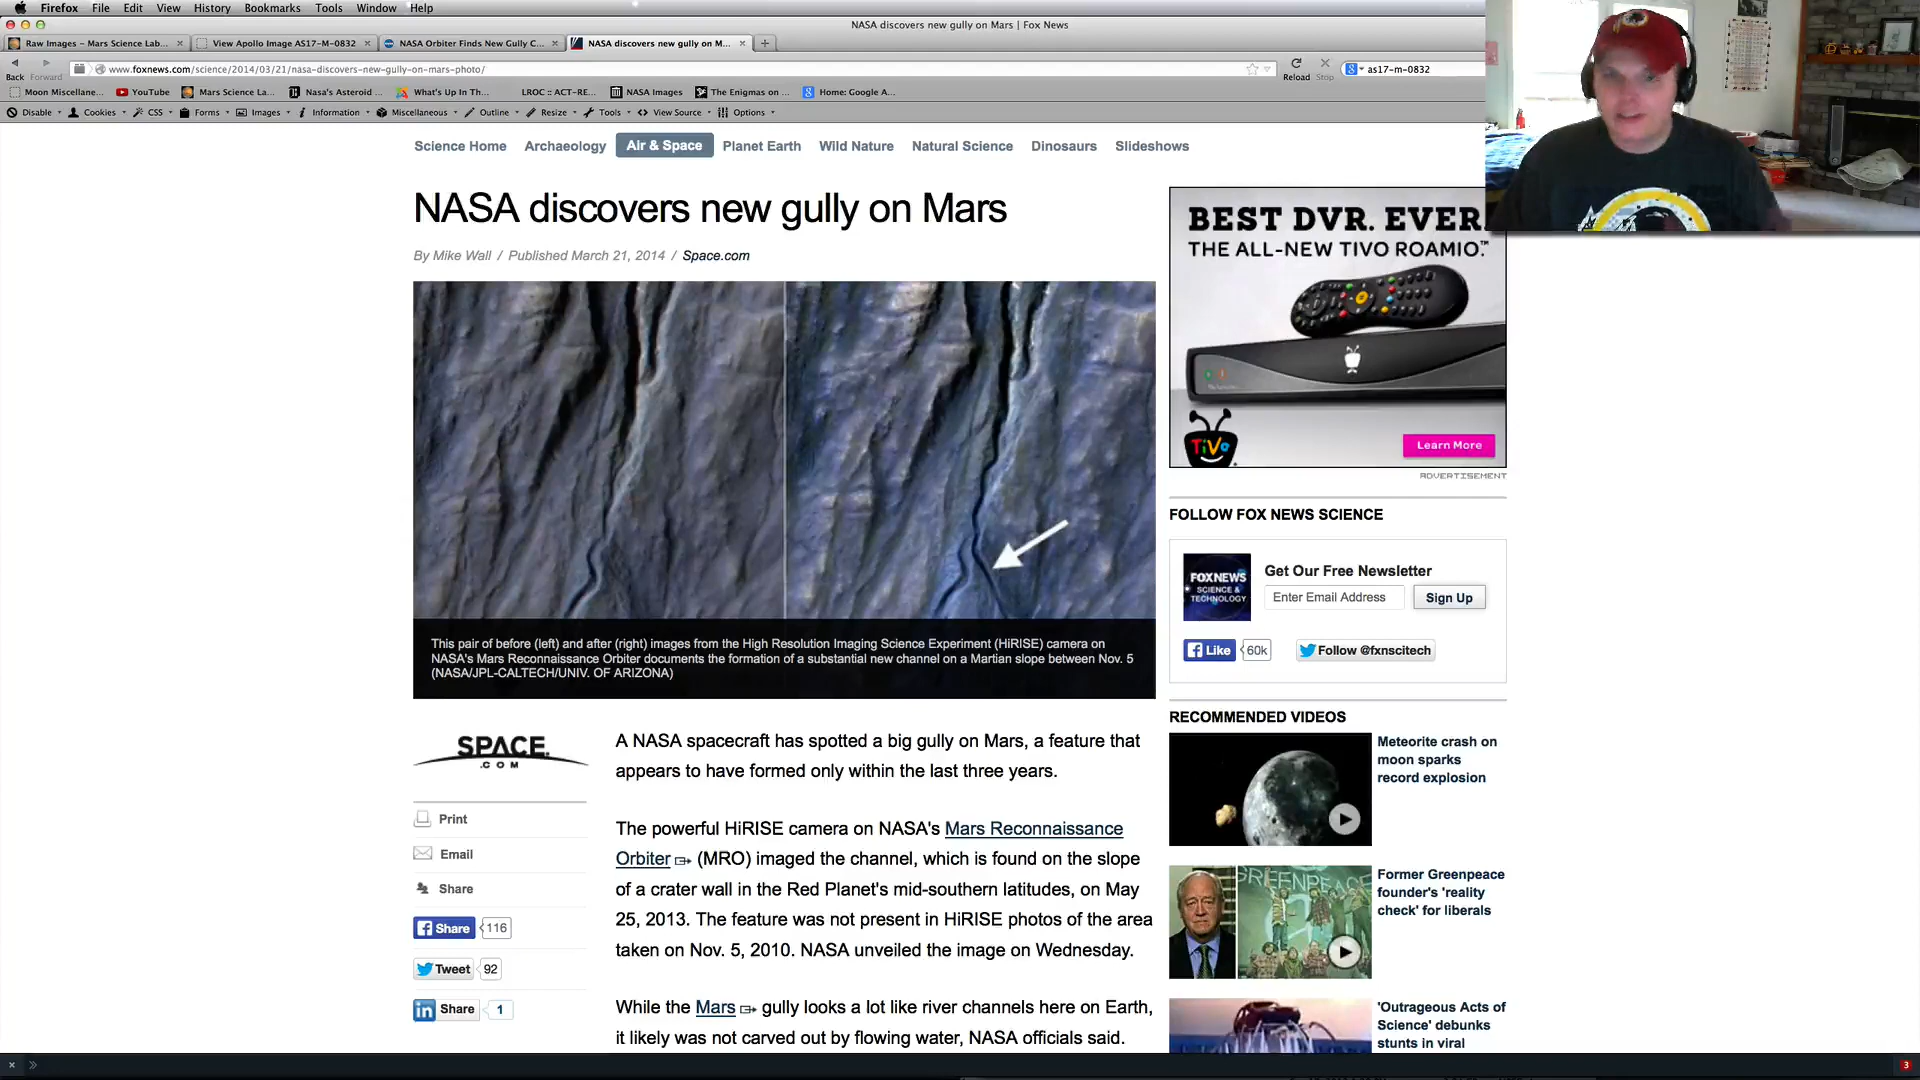 Firefox File Edit View History Bookmarks Tools Window Help
NASA discovers new gully on Mars | Fox News
Raw Images – Mars Science Lab... View Apollo Image AS17-M-0832 NASA Orbiter Finds New Gully C... NASA discovers new gully on M...
www.foxnews.com/science/2014/03/21/nasa-discovers-new-gully-on-mars-photo/ as17-m-0832
Back Forward Reload Stop
Moon Miscellane... YouTube Mars Science La... Nasa's Asteroid ... What's Up In Th... LROC :: ACT-RE... NASA Images The Enigmas on ... Home: Google A...
Disable Cookies CSS Forms Images Information Miscellaneous Outline Resize Tools View Source Options
Science Home Archaeology Air & Space Planet Earth Wild Nature Natural Science Dinosaurs Slideshows
NASA discovers new gully on Mars
By Mike Wall / Published March 21, 2014 / Space.com
This pair of before (left) and after (right) images from the High Resolution Imaging Science Experiment (HiRISE) camera on
NASA's Mars Reconnaissance Orbiter documents the formation of a substantial new channel on a Martian slope between Nov. 5
(NASA/JPL-CALTECH/UNIV. OF ARIZONA)
SPACE
.COM
Print
Email
Share
Share 116
Tweet 92
in Share 1
A NASA spacecraft has spotted a big gully on Mars, a feature that
appears to have formed only within the last three years.
The powerful HiRISE camera on NASA's Mars Reconnaissance
Orbiter (MRO) imaged the channel, which is found on the slope
of a crater wall in the Red Planet's mid-southern latitudes, on May
25, 2013. The feature was not present in HiRISE photos of the area
taken on Nov. 5, 2010. NASA unveiled the image on Wednesday.
While the Mars gully looks a lot like river channels here on Earth,
it likely was not carved out by flowing water, NASA officials said.
BEST DVR. EVER.
THE ALL-NEW TIVO ROAMIO.™
TiVo
Learn More
ADVERTISEMENT
FOLLOW FOX NEWS SCIENCE
FOXNEWS
SCIENCE &
TECHNOLOGY
Get Our Free Newsletter
Enter Email Address Sign Up
Like 60k Follow @fxnscitech
RECOMMENDED VIDEOS
Meteorite crash on
moon sparks
record explosion
GREENPEACE
Former Greenpeace
founder's 'reality
check' for liberals
'Outrageous Acts of
Science' debunks
stunts in viral
3